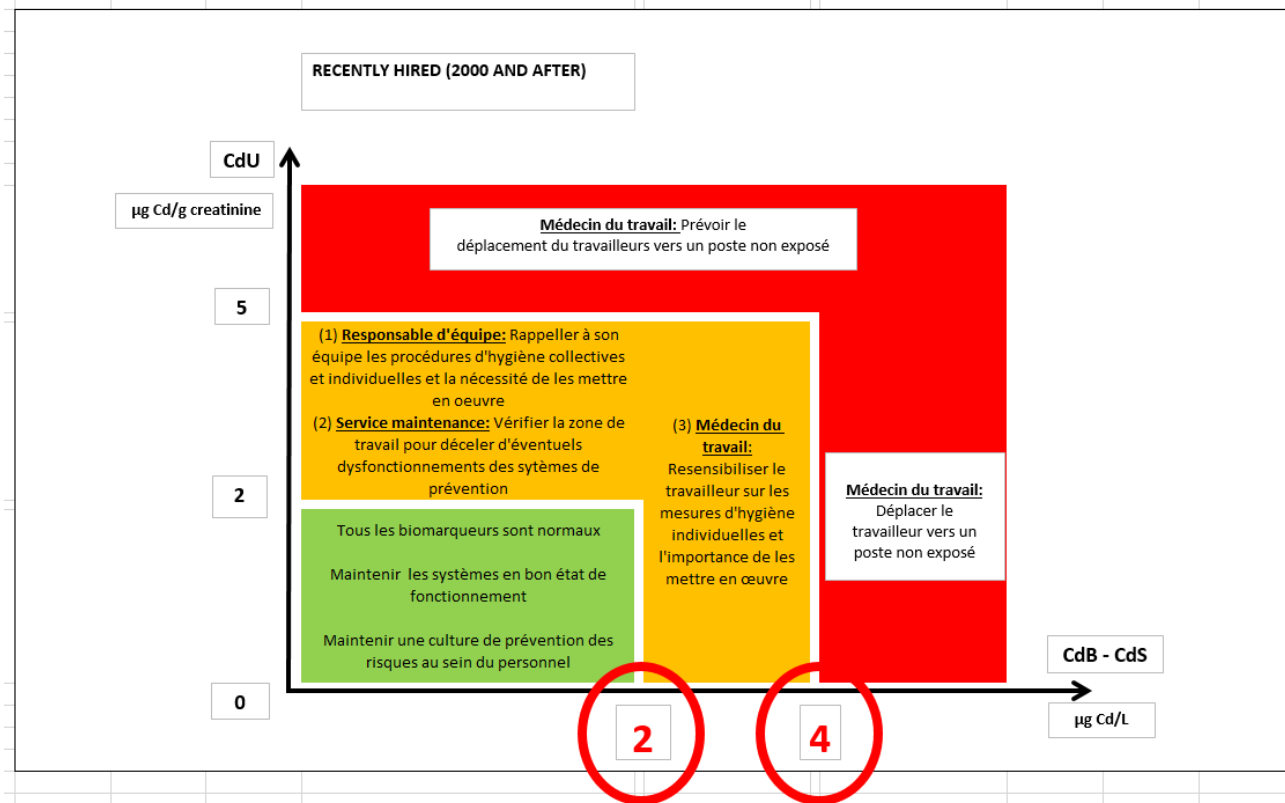 RECENTLY HIRED (2000 AND AFTER)
CdU
µg Cd/g creatinine
Médecin du travail: Prévoir le
déplacement du travailleurs vers un poste non exposé
5
(1) Responsable d'équipe: Rappeller à son
équipe les procédures d'hygiène collectives
et individuelles et la nécessité de les mettre
en oeuvre
(2) Service maintenance: Vérifier la zone de
travail pour déceler d'éventuels
dysfonctionnements des sytèmes de
prévention
(3) Médecin du
travail:
Resensibiliser le
travailleur sur les
mesures d'hygiène
individuelles et
l'importance de les
mettre en œuvre
Médecin du travail:
Déplacer le
travailleur vers un
poste non exposé
2
Tous les biomarqueurs sont normaux
Maintenir les systèmes en bon état de
fonctionnement
Maintenir une culture de prévention des
risques au sein du personnel
CdB - CdS
0
2
4
µg Cd/L